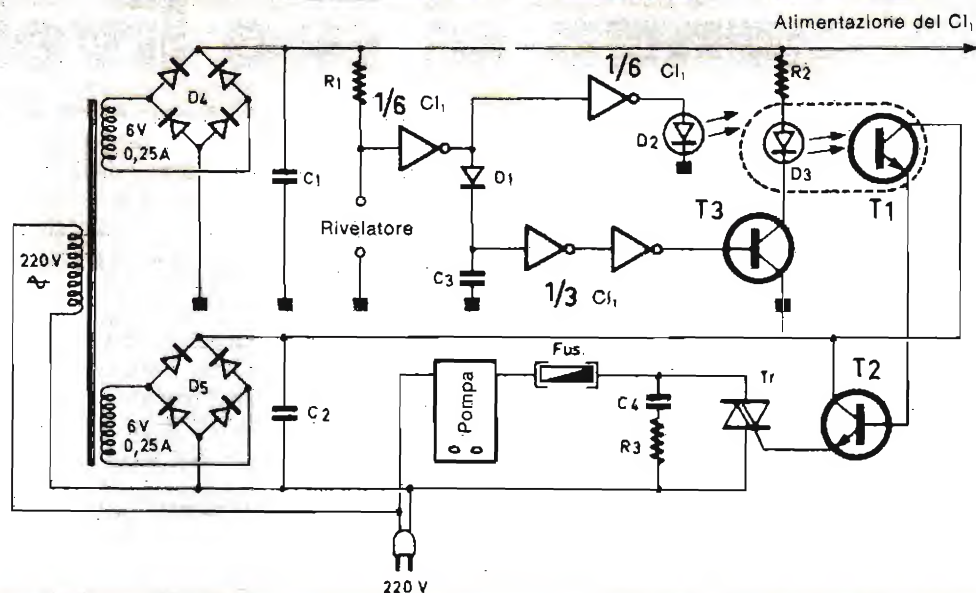 Alimentazione del CI₁
D4
6V
0,25A
C1
R1
1/6 CI₁
Rivelatore
D1
C3
1/6 CI₁
D2
R2
D3
T1
T3
1/3 CI₁
220V
D5
6V
0,25A
C2
Pompa
Fus.
C4
R3
Tr
T2
220 V